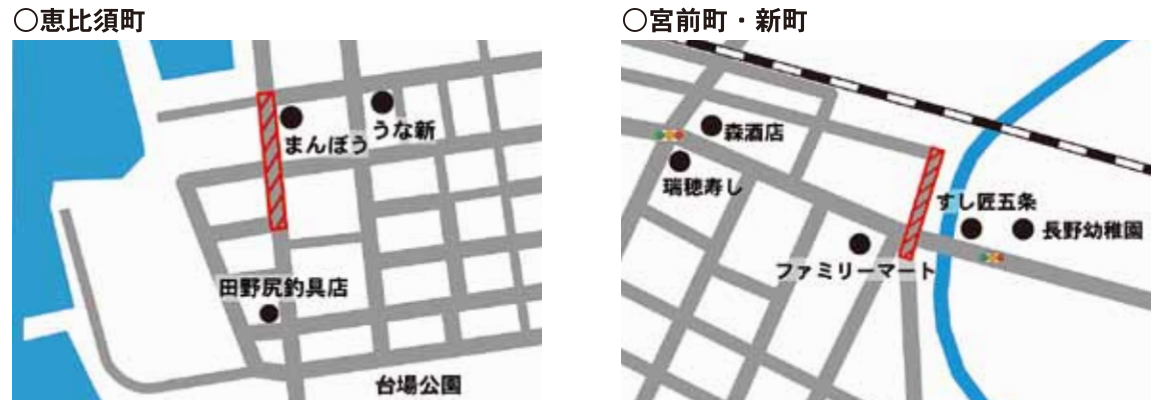 ○恵比須町
まんぼう
うな新
田野尻釣具店
台場公園
○宮前町・新町
森酒店
瑞穂寿し
すし匠五条
長野幼稚園
ファミリーマート